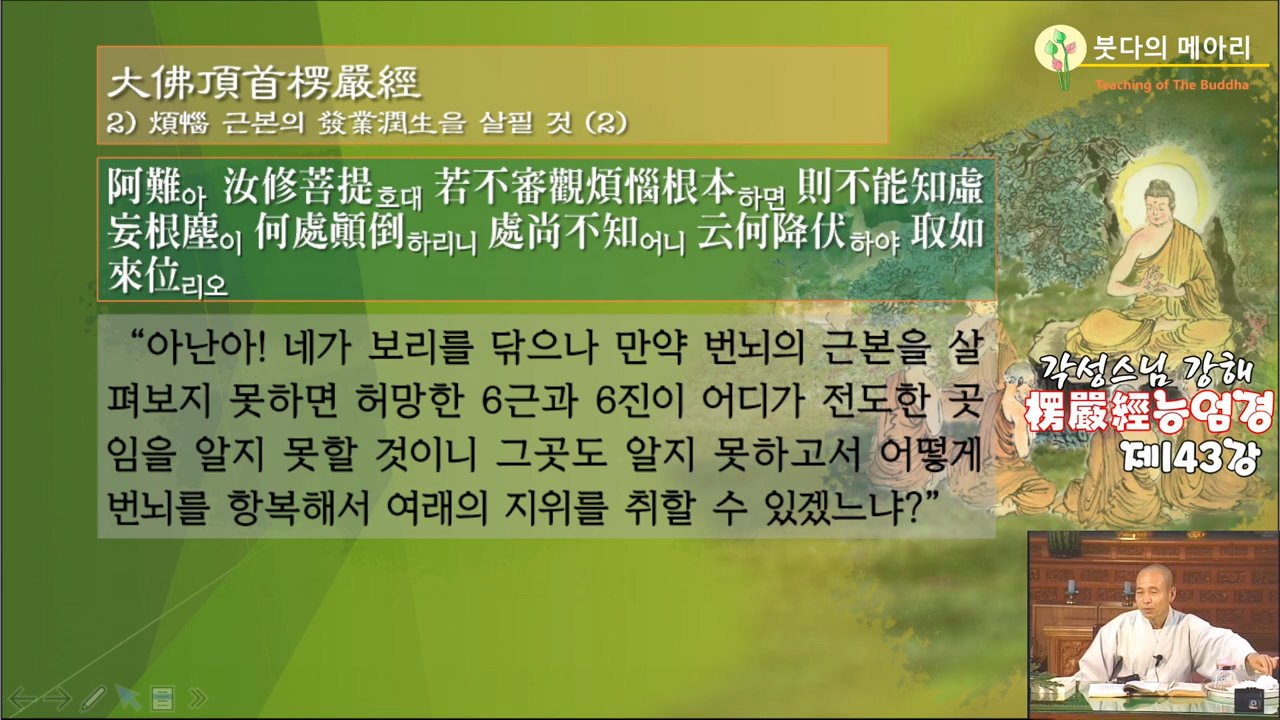 大佛頂首楞嚴經
2) 煩惱 근본의 發業潤生을 살필 것 (2)
阿難아 汝修菩提호대 若不審觀煩惱根本하면 則不能知虛
妄根塵이 何處顚倒하리니 處尙不知어니 云何降伏하야 取如
來位리오
“아난아! 네가 보리를 닦으나 만약 번뇌의 근본을 살
펴보지 못하면 허망한 6근과 6진이 어디가 전도한 곳
임을 알지 못할 것이니 그곳도 알지 못하고서 어떻게
번뇌를 항복해서 여래의 지위를 취할 수 있겠느냐?”
붓다의 메아리
Teaching of The Buddha
각성스님 강해
楞嚴經능엄경
제143강